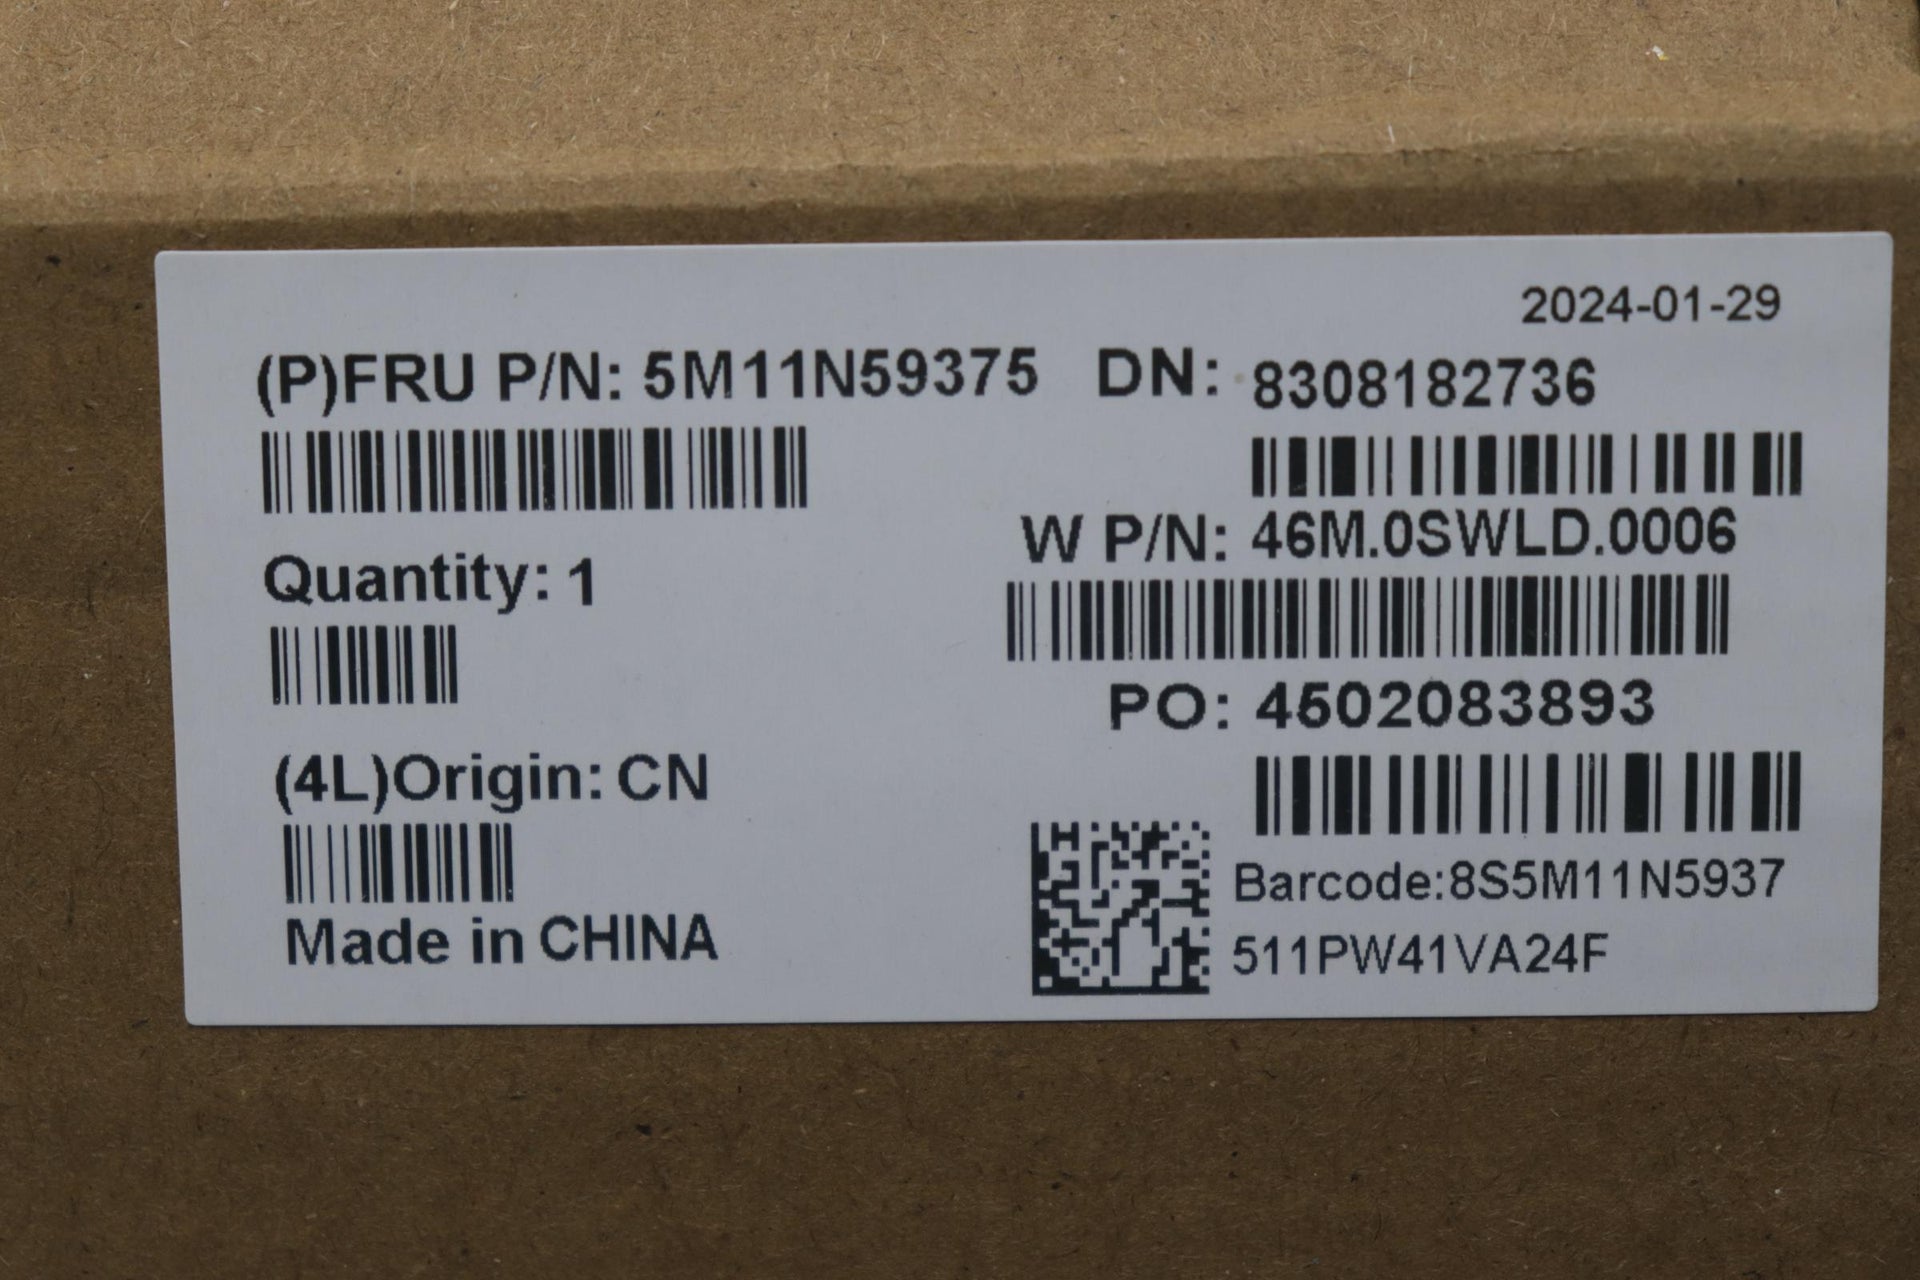 2024-01-29
(P)FRU P/N: 5M11N59375 DN: 8308182736
W P/N: 46M.0SWLD.0006
Quantity: 1
PO: 4502083893
(4L)Origin: CN
Barcode:8S5M11N5937
511PW41VA24F
Made in CHINA